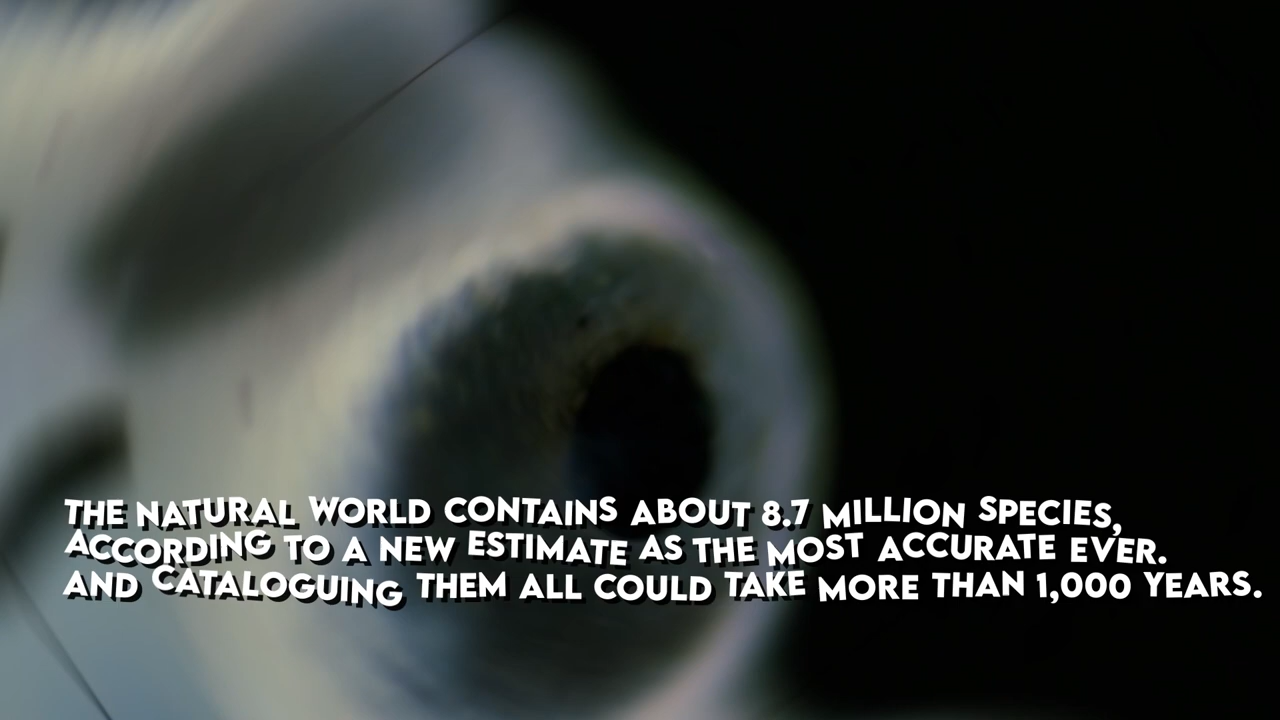 THE NATURAL WORLD CONTAINS ABOUT 8.7 MILLION SPECIES,
ACCORDING TO A NEW ESTIMATE AS THE MOST ACCURATE EVER.
AND CATALOGUING THEM ALL COULD TAKE MORE THAN 1,000 YEARS.